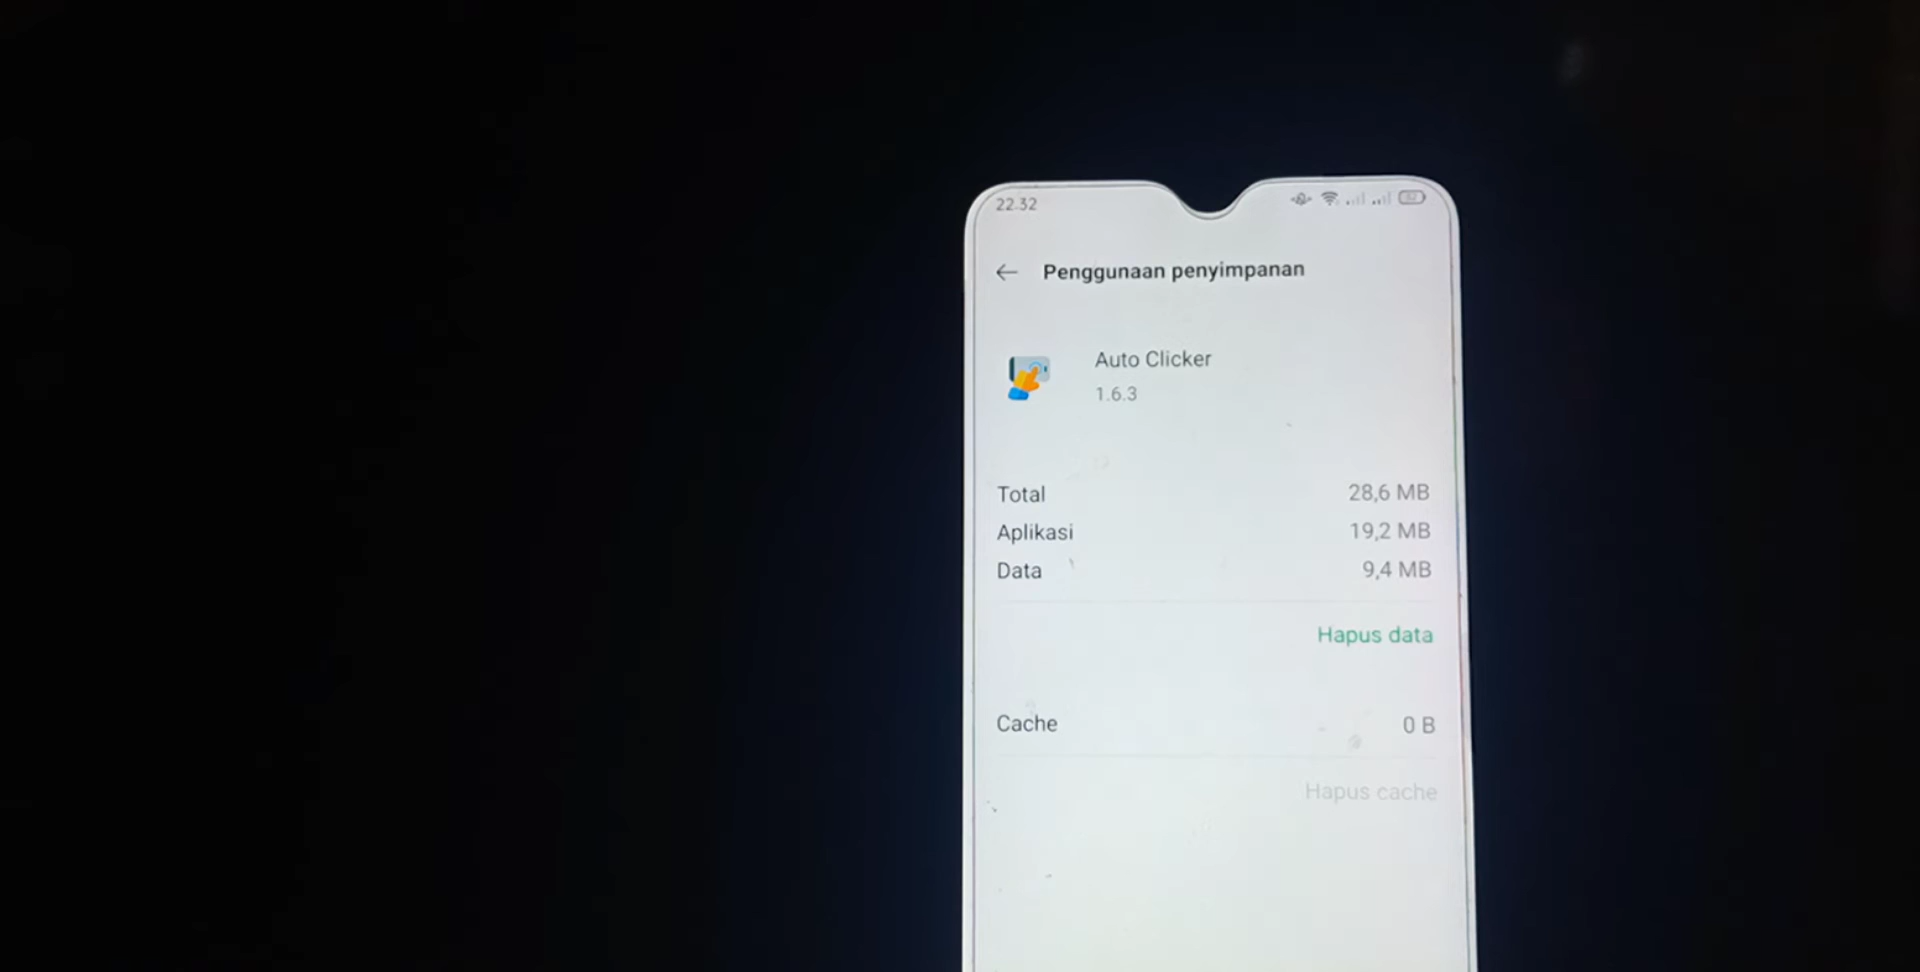 22.32
Penggunaan penyimpanan
Auto Clicker
1.6.3
Total 28,6 MB
Aplikasi 19,2 MB
Data 9,4 MB
Hapus data
Cache 0 B
Hapus cache